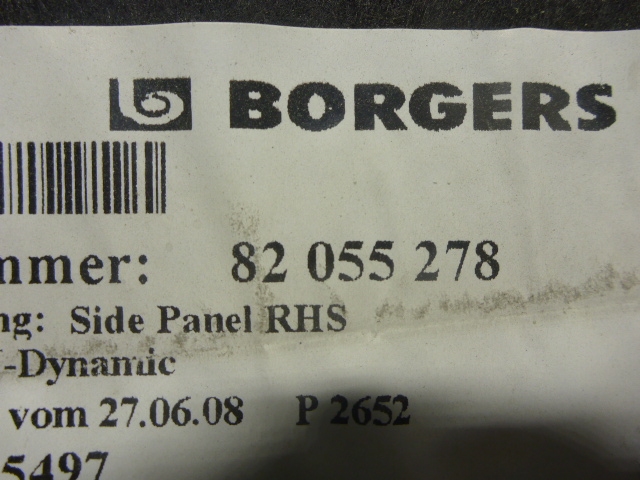 BORGERS
mmer: 82 055 278
ng: Side Panel RHS
-Dynamic
vom 27.06.08 P 2652
5497